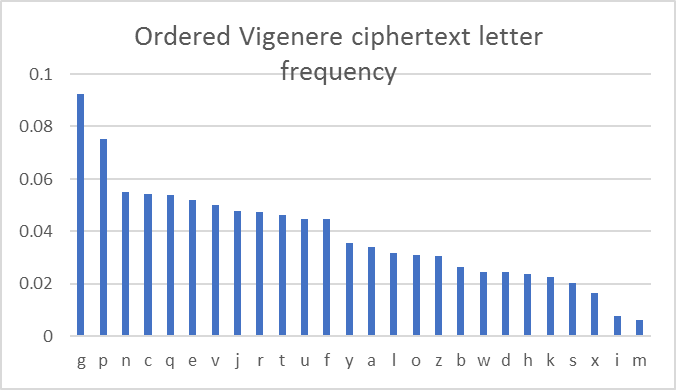 Ordered Vigenere ciphertext letter
frequency
0.1
0.08
0.06
0.04
0.02
0
g p n c q e v j r t u f y a l o z b w d h k s x i m